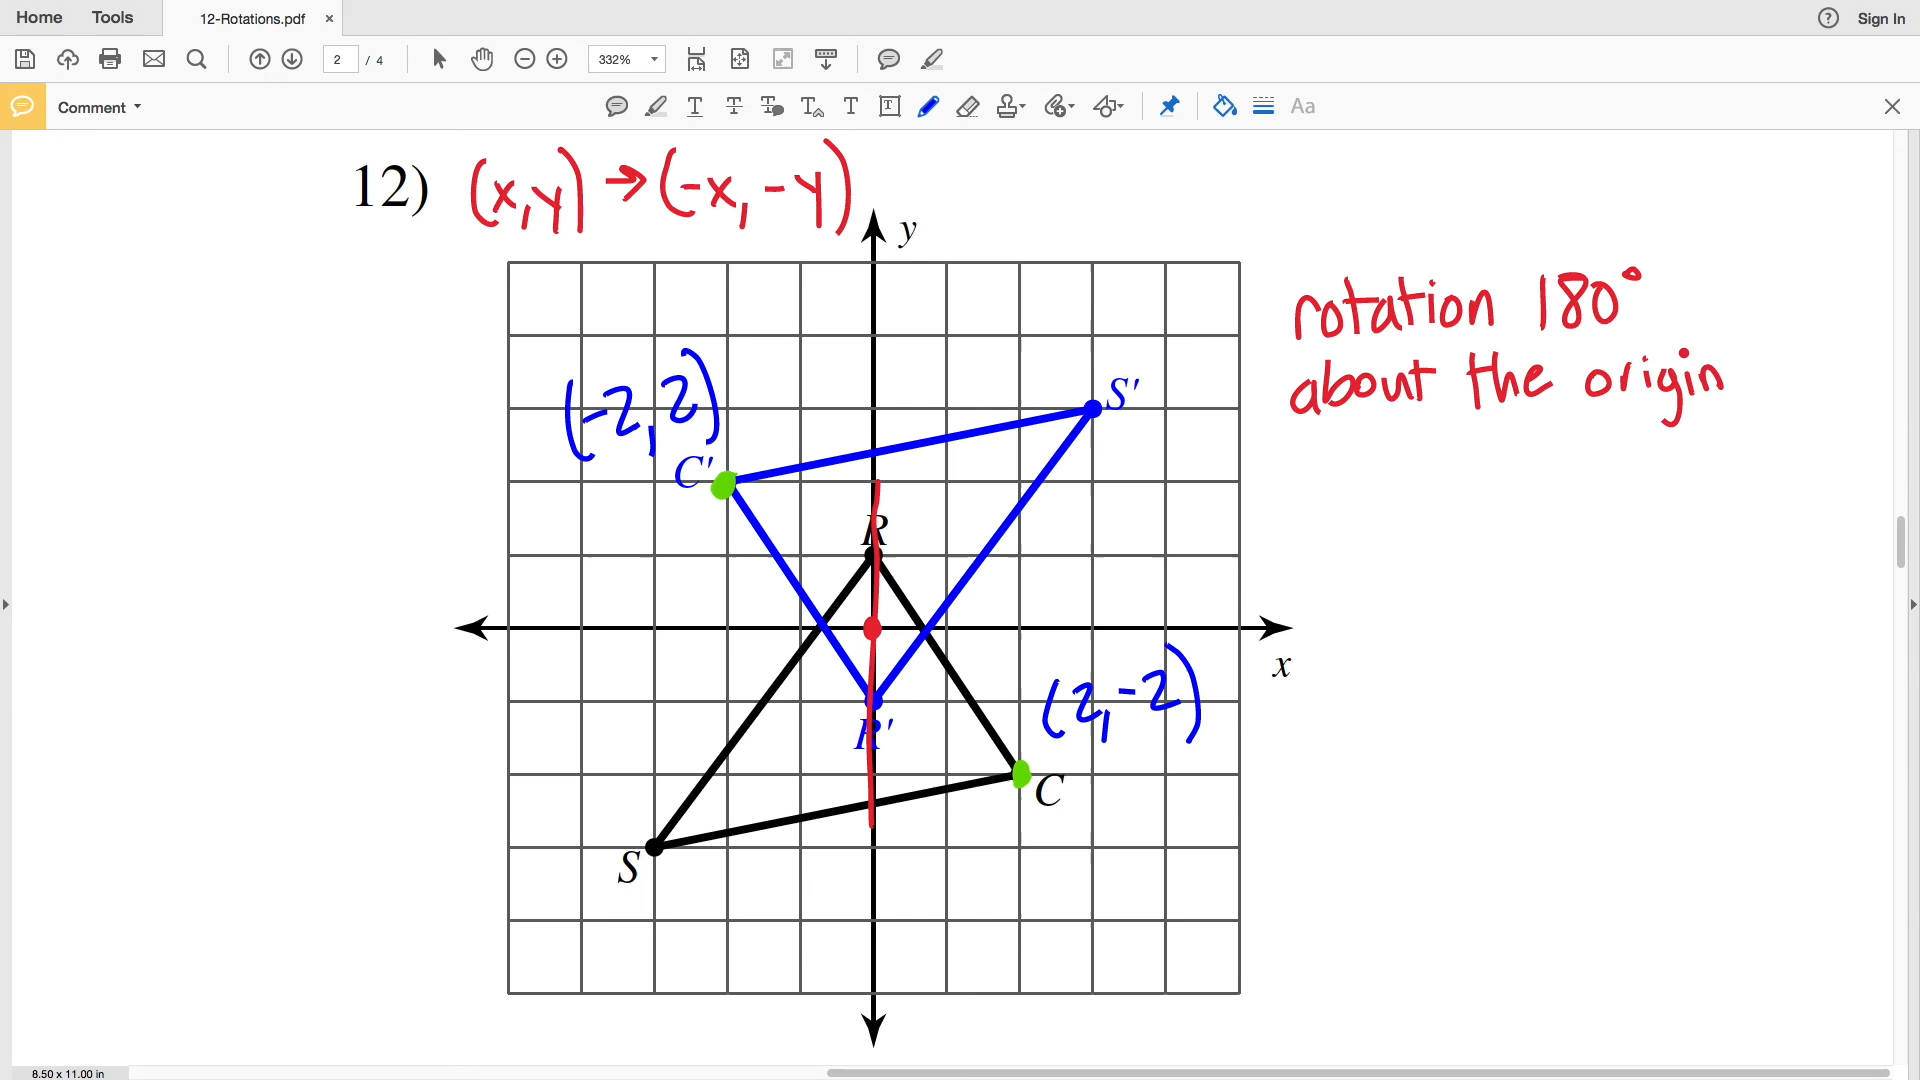 Home Tools 12-Rotations.pdf × ? Sign In
2 / 4 332%
Comment T T T T T T Aa
12) (x,y) → (-x, -y)
y
rotation 180°
about the origin
(-2, 2)
S'
C'
R
x
(2, -2)
R'
C
S
8.50 x 11.00 in